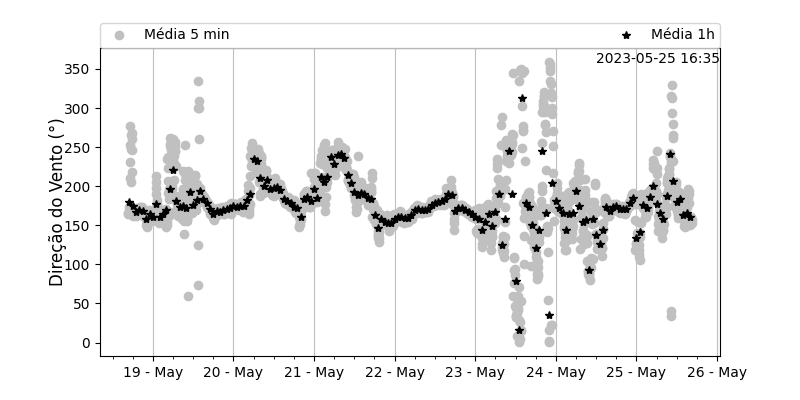 Média 5 min
Média 1h
2023-05-25 16:35
Direção do Vento (°)
350
300
250
200
150
100
50
0
19 - May
20 - May
21 - May
22 - May
23 - May
24 - May
25 - May
26 - May